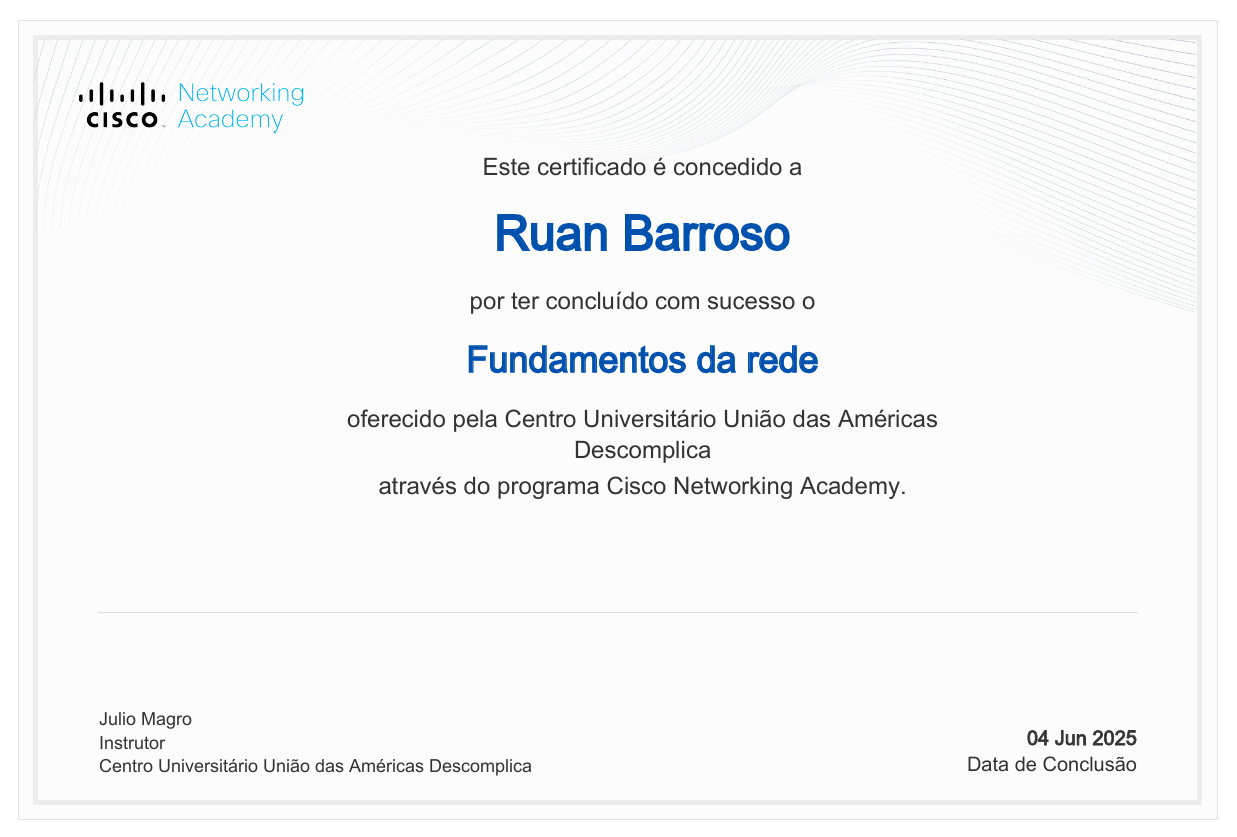 Networking
CISCO Academy
Este certificado é concedido a
Ruan Barroso
por ter concluído com sucesso o
Fundamentos da rede
oferecido pela Centro Universitário União das Américas
Descomplica
através do programa Cisco Networking Academy.
Julio Magro
Instrutor
Centro Universitário União das Américas Descomplica
04 Jun 2025
Data de Conclusão